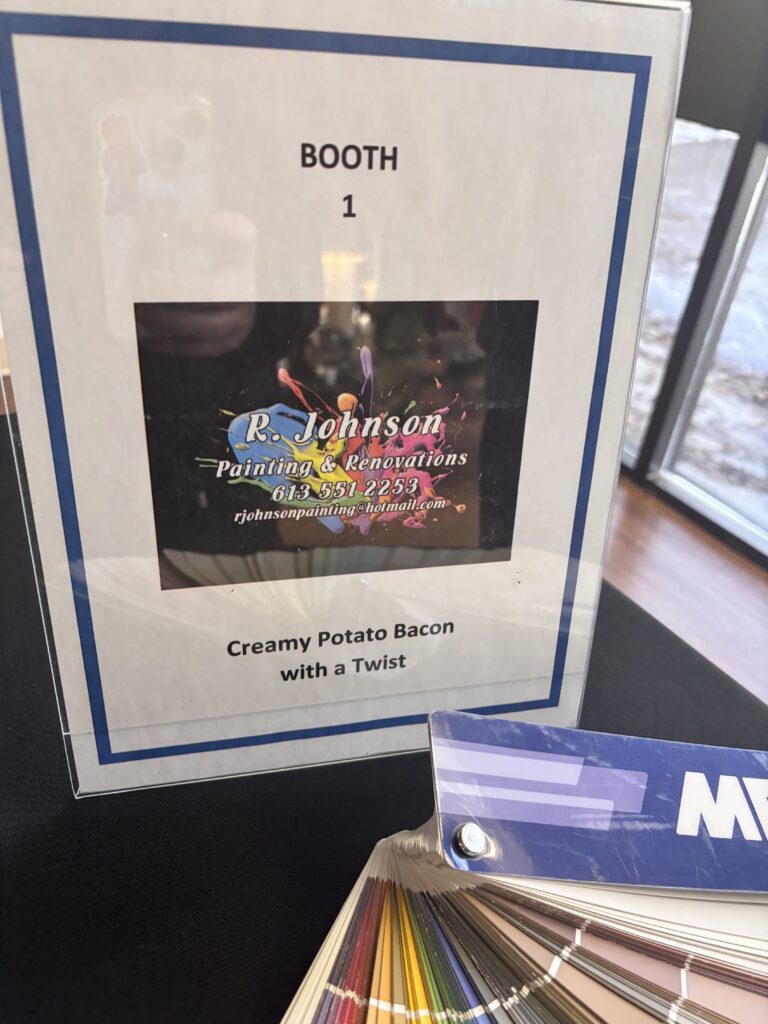 BOOTH
1
R. Johnson
Painting & Renovations
613 551 2253
rjohnsonpainting@hotmail.com
Creamy Potato Bacon
with a Twist